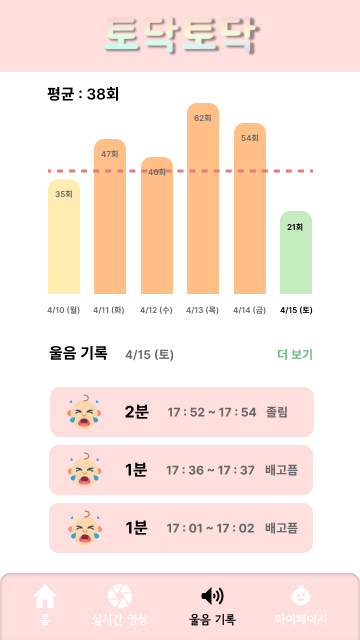 토닥토닥
평균 : 38회
62회
54회
47회
40회
35회
21회
4/10 (월) 4/11 (화) 4/12 (수) 4/13 (목) 4/14 (금) 4/15 (토)
울음 기록 4/15 (토) 더 보기
2분 17 : 52 ~ 17 : 54 졸림
1분 17 : 36 ~ 17 : 37 배고픔
1분 17 : 01 ~ 17 : 02 배고픔
홈 실시간 영상 울음 기록 마이페이지